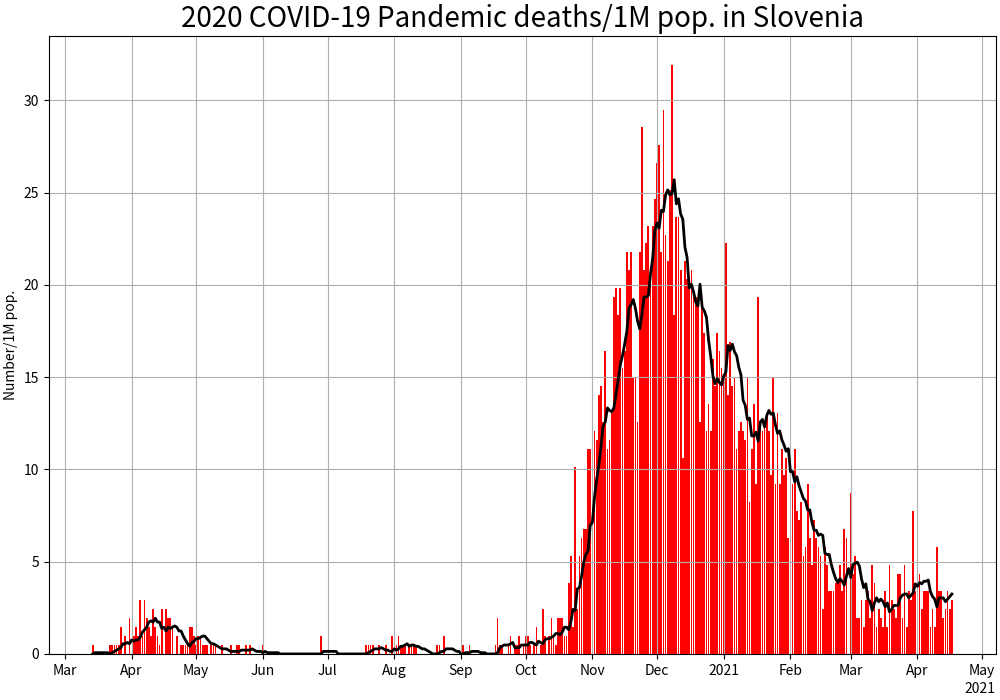 2020 COVID-19 Pandemic deaths/1M pop. in Slovenia
30
25
20
15
10
5
0
Number/1M pop.
Mar Apr May Jun Jul Aug Sep Oct Nov Dec 2021 Feb Mar Apr May
2021